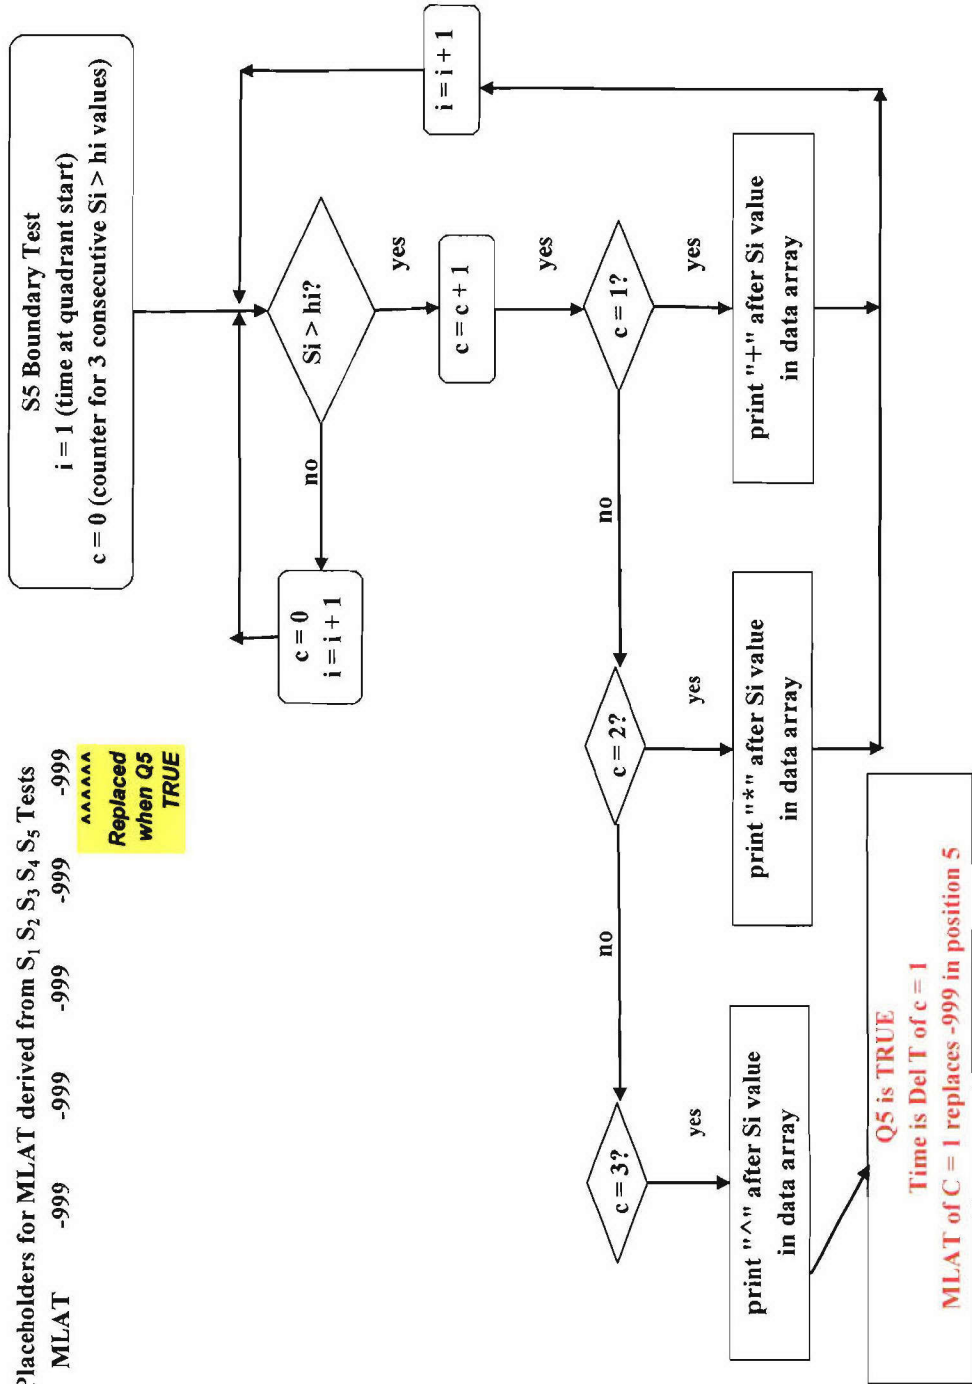 Placeholders for MLAT derived from S1 S2 S3 S4 S5 Tests
MLAT -999 -999 -999 -999 -999
^^^^^^
Replaced
when Q5
TRUE
S5 Boundary Test
i = 1 (time at quadrant start)
c = 0 (counter for 3 consecutive Si > hi values)
Si > hi?
no
c = 0
i = i + 1
yes
c = c + 1
i = i + 1
yes
c = 1?
yes
print "+" after Si value
in data array
no
c = 2?
yes
print "*" after Si value
in data array
no
c = 3?
yes
print "^" after Si value
in data array
Q5 is TRUE
Time is Del T of c = 1
MLAT of C = 1 replaces -999 in position 5